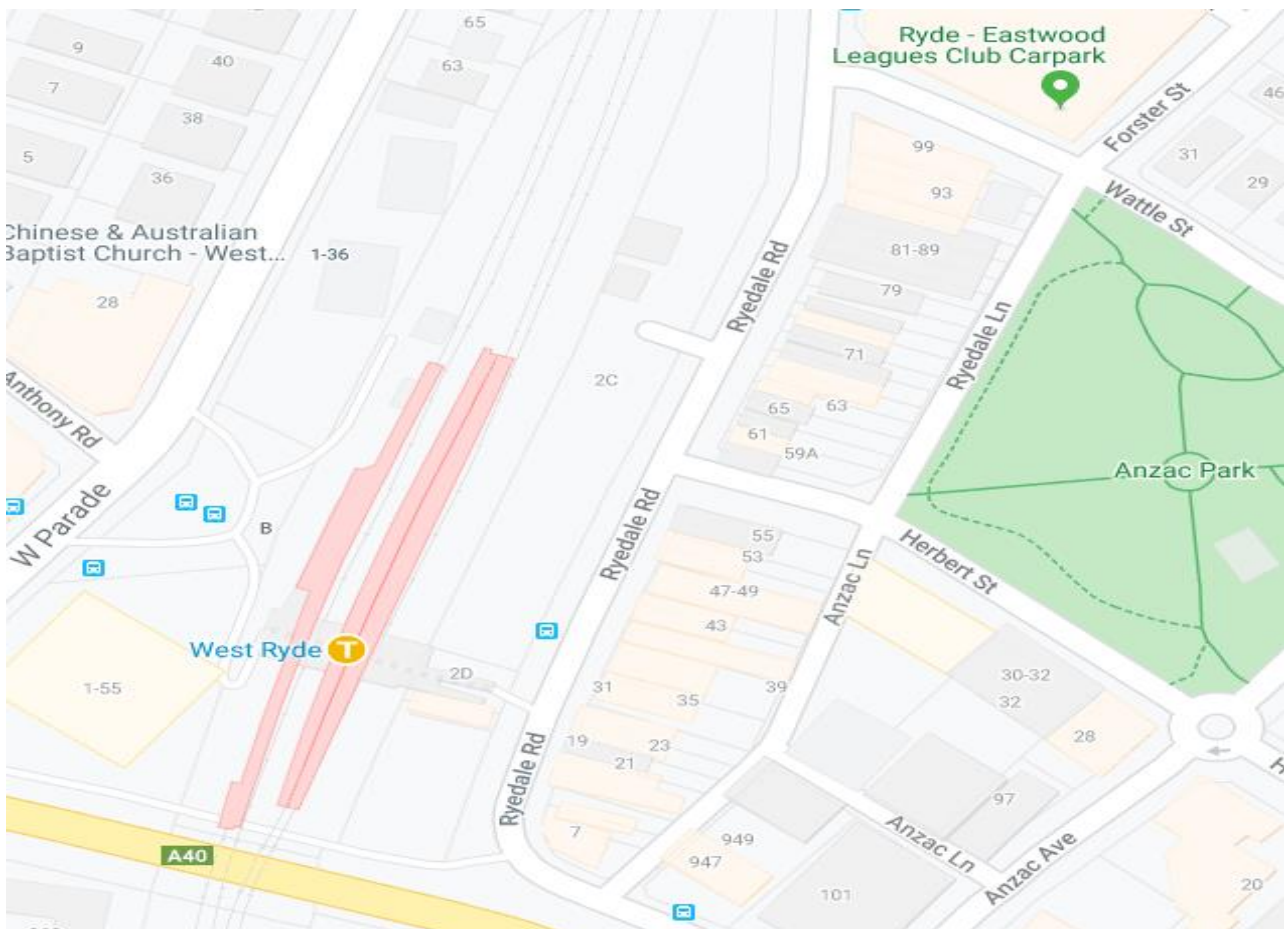 65
9
40
Ryde - Eastwood
Leagues Club Carpark
63
7
46
38
Forster St
99
5
31
36
29
93
Wattle St
Chinese & Australian
Baptist Church - West...
1-36
81-89
Ryedale Rd
79
28
Ryedale Ln
71
2C
Anthony Rd
65
63
61
59A
Anzac Park
W Parade
B
Ryedale Rd
55
53
Herbert St
Anzac Ln
47-49
43
West Ryde
T
2D
1-55
31
35
39
30-32
32
28
19
23
21
Ryedale Rd
7
97
949
Anzac Ln
A40
947
Anzac Ave
101
20